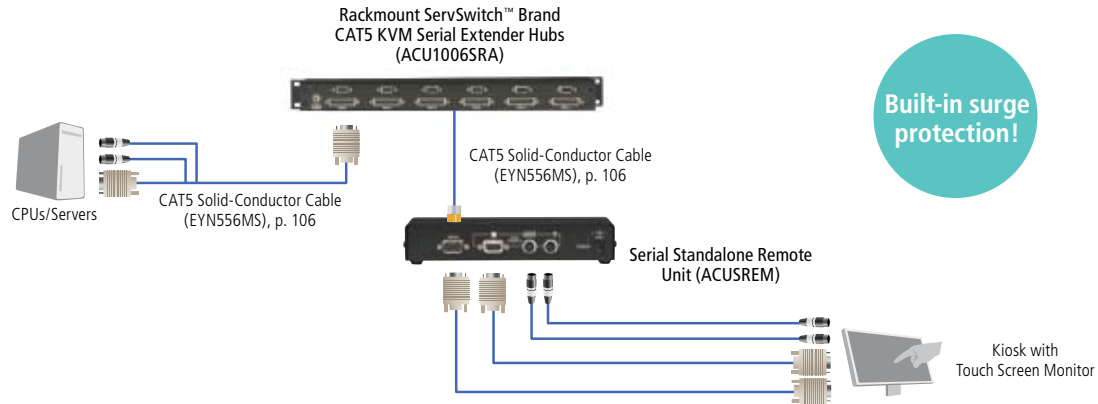 Rackmount ServSwitch™ Brand
CAT5 KVM Serial Extender Hubs
(ACU1006SRA)
Built-in surge
protection!
CAT5 Solid-Conductor Cable
(EYN556MS), p. 106
CPUs/Servers
CAT5 Solid-Conductor Cable
(EYN556MS), p. 106
Serial Standalone Remote
Unit (ACUSREM)
Kiosk with
Touch Screen Monitor